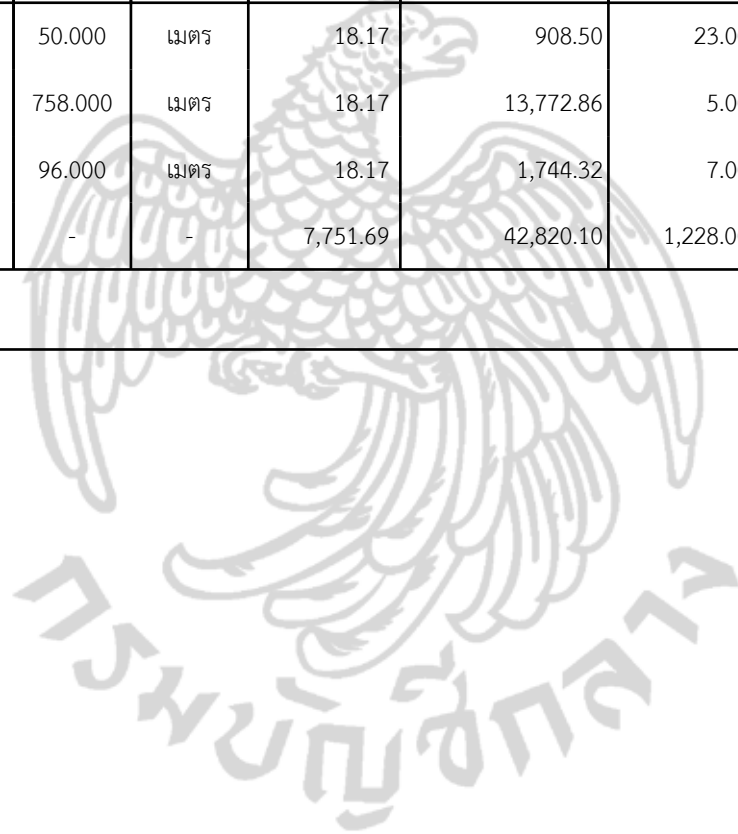 50.000 เมตร 18.17 908.50 23.0
758.000 เมตร 18.17 13,772.86 5.0
96.000 เมตร 18.17 1,744.32 7.0
- - 7,751.69 42,820.10 1,228.0
กรมบัญชีกลาง